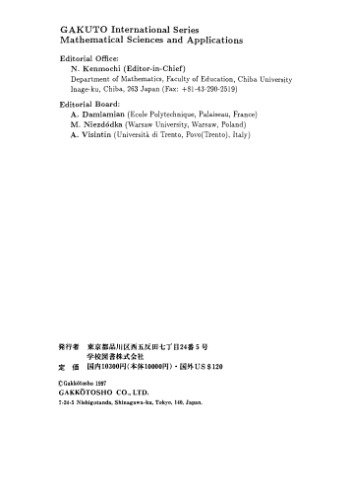 GAKUTO International Series
Mathematical Sciences and Applications
Editorial Office:
N. Kenmochi (Editor-in-Chief)
Department of Mathematics, Faculty of Education, Chiba University
Inage-ku, Chiba, 263 Japan (Fax: +81-43-290-2519)
Editorial Board:
A. Damlamian (Ecole Polytechnique, Palaiseau, France)
M. Niezgódka (Warsaw University, Warsaw, Poland)
A. Visintin (Università di Trento, Povo(Trento), Italy)
発行者 東京都品川区西五反田七丁目24番5号
学校図書株式会社
定 価 国内10300円(本体10000円)・国外US$120
©Gakkōtosho 1997
GAKKŌTOSHO CO., LTD.
7-24-5 Nishigotanda, Shinagawa-ku, Tokyo, 140, Japan.